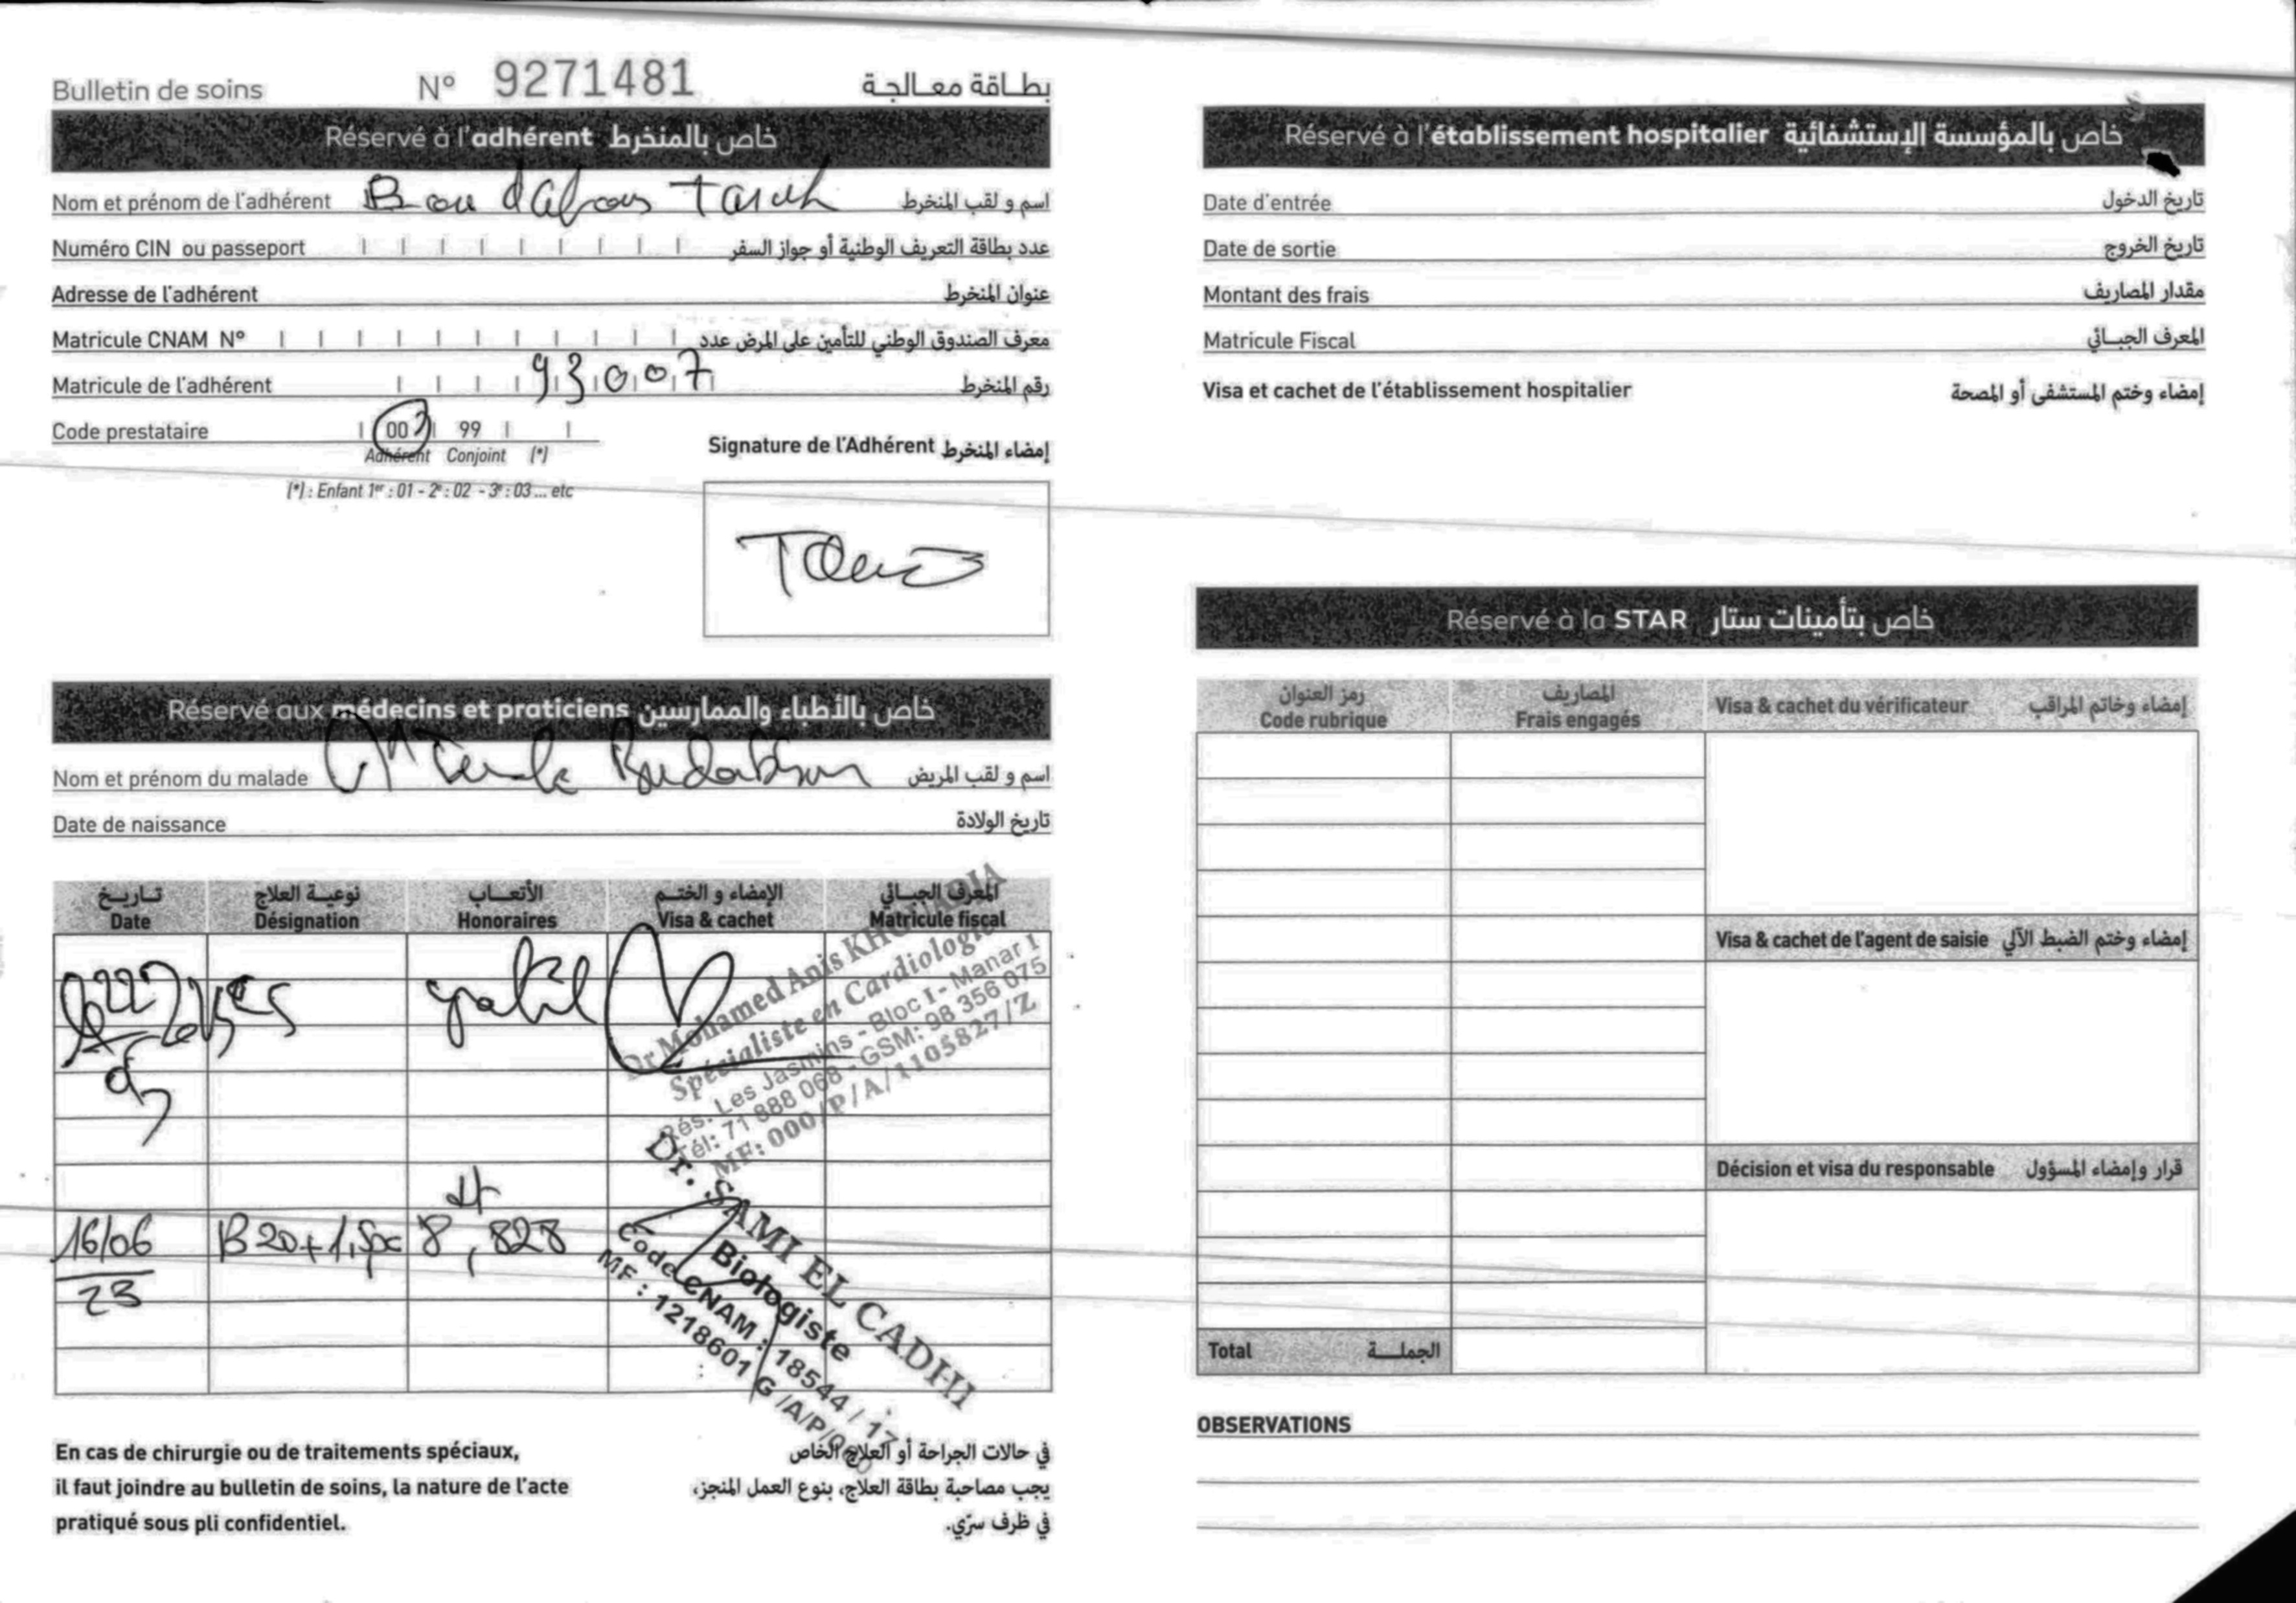 Bulletin de soins N° 9271481 بطاقة معالجة
Réservé à l'adhérent خاص بالمنخرط
Nom et prénom de l'adhérent Boudabous Tarek اسم و لقب المنخرط
Numéro CIN ou passeport عدد بطاقة التعريف الوطنية أو جواز السفر
Adresse de l'adhérent عنوان المنخرط
Matricule CNAM N° معرف الصندوق الوطني للتأمين على المرض عدد
Matricule de l'adhérent 93007 رقم المنخرط
Code prestataire 00 99
Adhérent Conjoint (*)
(*) : Enfant 1er : 01 - 2e : 02 - 3e : 03 ... etc
Signature de l'Adhérent إمضاء المنخرط
Réservé aux médecins et praticiens خاص بالأطباء والممارسين
Nom et prénom du malade اسم و لقب المريض
Date de naissance تاريخ الولادة
تاريخ نوعية العلاج الأتعاب الإمضاء و الختم المعرف الجبائي
Date Désignation Honoraires Visa & cachet Matricule fiscal
Dr Mohamed Anis
Spécialiste en Cardiologie
Rés. Les Jasmins - Bloc I - Manar I
Tél: 71 888 068 - GSM: 98 356 075
MF: 000/P/A/1105827/Z
16/06 23 B20+1,5pc 8,828 dt
Dr. SAMI EL CADHI
Biologiste
Code CNAM : 18544 / 17
MF : 1218601 G /A/P/
En cas de chirurgie ou de traitements spéciaux,
il faut joindre au bulletin de soins, la nature de l'acte
pratiqué sous pli confidentiel.
في حالات الجراحة أو العلاج الخاص
يجب مصاحبة بطاقة العلاج، بنوع العمل المنجز،
في ظرف سرّي.
Réservé à l'établissement hospitalier خاص بالمؤسسة الإستشفائية
Date d'entrée تاريخ الدخول
Date de sortie تاريخ الخروج
Montant des frais مقدار المصاريف
Matricule Fiscal المعرف الجبائي
Visa et cachet de l'établissement hospitalier إمضاء وختم المستشفى أو المصحة
Réservé à la STAR خاص بتأمينات ستار
رمز العنوان المصاريف
Code rubrique Frais engagés Visa & cachet du vérificateur إمضاء وخاتم المراقب
Visa & cachet de l'agent de saisie إمضاء وختم الضبط الآلي
Décision et visa du responsable قرار وإمضاء المسؤول
Total الجملة
OBSERVATIONS